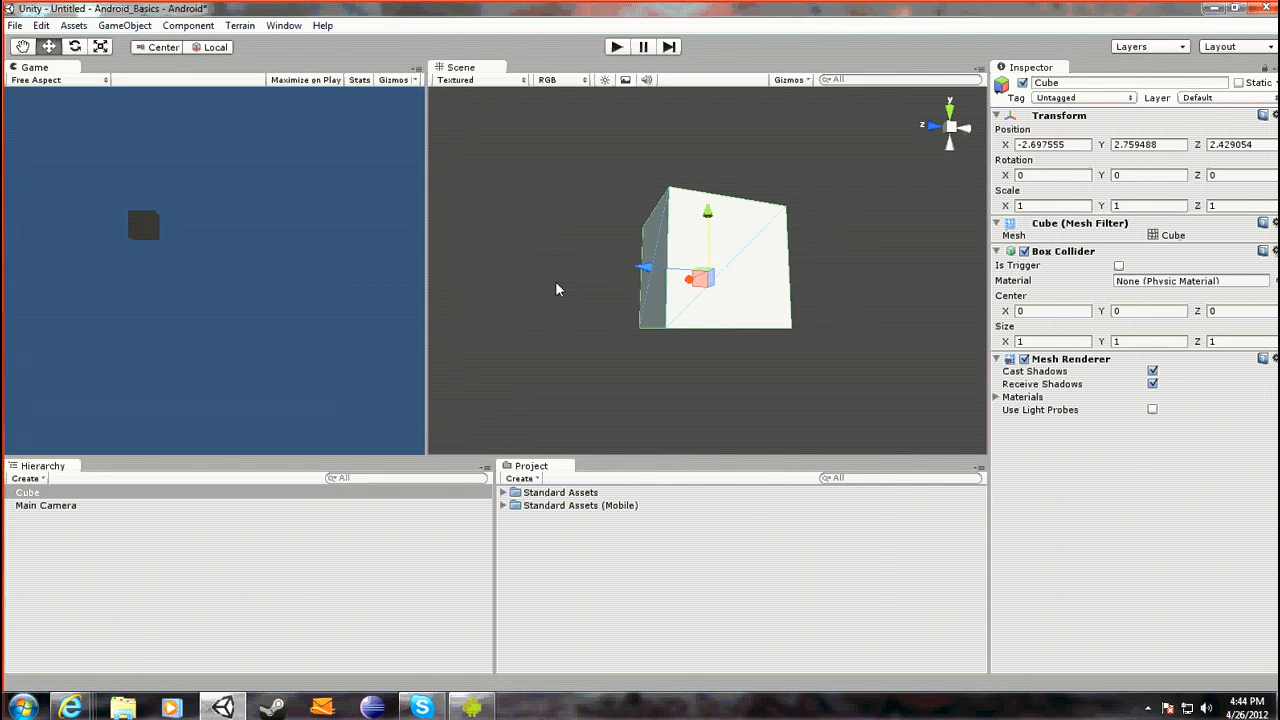 Unity - Untitled - Android_Basics - Android*
File Edit Assets GameObject Component Terrain Window Help
Center Local Layers Layout
Game Scene Inspector
Free Aspect Maximize on Play Stats Gizmos Textured RGB Gizmos All
Cube Static
Tag Untagged Layer Default
y
z
Transform
Position
X -2.697555 Y 2.759488 Z 2.429054
Rotation
X 0 Y 0 Z 0
Scale
X 1 Y 1 Z 1
Cube (Mesh Filter)
Mesh Cube
Box Collider
Is Trigger
Material None (Physic Material)
Center
X 0 Y 0 Z 0
Size
X 1 Y 1 Z 1
Mesh Renderer
Cast Shadows
Receive Shadows
Materials
Use Light Probes
Hierarchy Project
Create All Create All
Cube Standard Assets
Main Camera Standard Assets (Mobile)
4:44 PM
4/26/2012